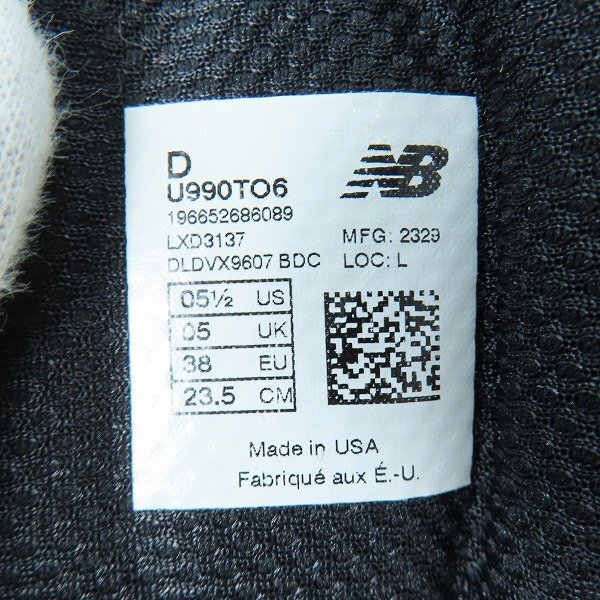 D
U990TO6
NB
196652686089
LXD3137 MFG: 2329
DLDVX9607 BDC LOC: L
05½ US
05 UK
38 EU
23.5 CM
Made in USA
Fabriqué aux É.-U.